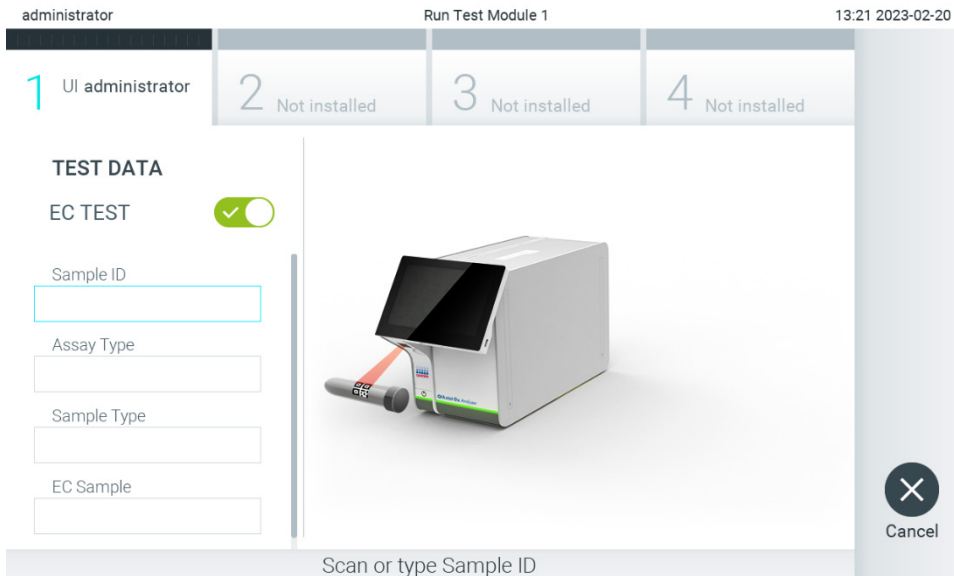 administrator
Run Test Module 1
13:21 2023-02-20
1 UI administrator
2 Not installed
3 Not installed
4 Not installed
TEST DATA
EC TEST
Sample ID
Assay Type
Sample Type
EC Sample
Cancel
Scan or type Sample ID